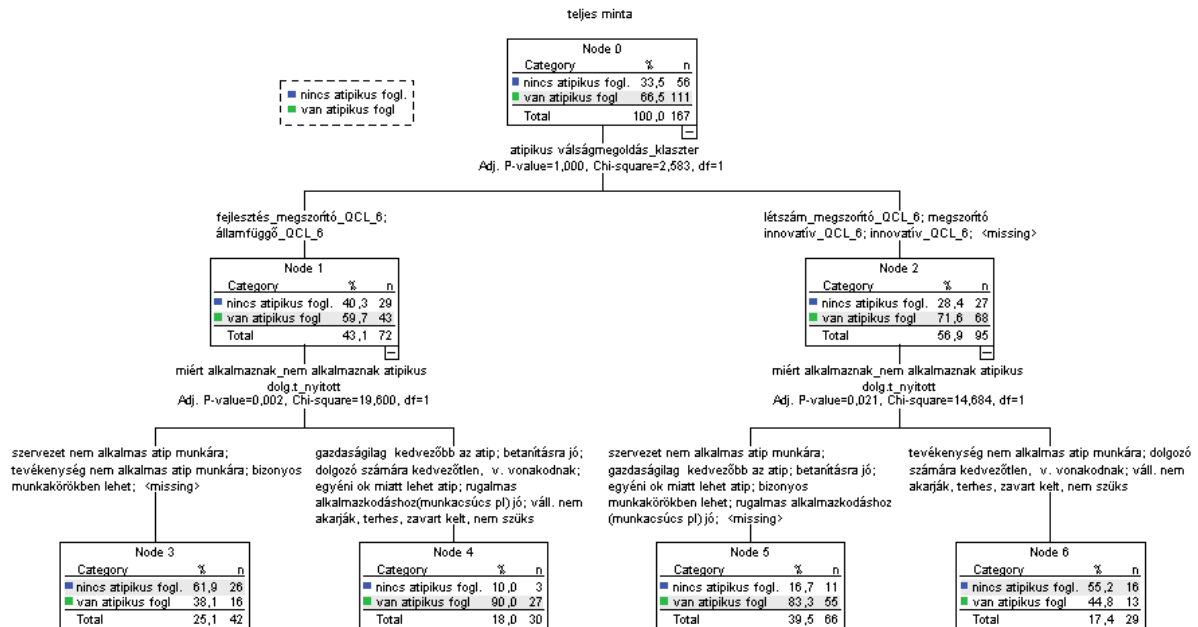 teljes minta
nincs atipikus fogl.
van atipikus fogl
Node 0
Category % n
nincs atipikus fogl. 33,5 56
van atipikus fogl 66,5 111
Total 100,0 167
atipikus válságmegoldás_klaszter
Adj. P-value=1,000, Chi-square=2,583, df=1
fejlesztés_megszorító_QCL_6;
államfüggő_QCL_6
létszám_megszorító_QCL_6; megszorító
innovatív_QCL_6; innovatív_QCL_6; <missing>
Node 1
Category % n
nincs atipikus fogl. 40,3 29
van atipikus fogl 59,7 43
Total 43,1 72
Node 2
Category % n
nincs atipikus fogl. 28,4 27
van atipikus fogl 71,6 68
Total 56,9 95
miért alkalmaznak_nem alkalmaznak atipikus
dolg.t_nyitott
Adj. P-value=0,002, Chi-square=19,600, df=1
miért alkalmaznak_nem alkalmaznak atipikus
dolg.t_nyitott
Adj. P-value=0,021, Chi-square=14,684, df=1
szervezet nem alkalmas atip munkára;
tevékenység nem alkalmas atip munkára; bizonyos
munkakörökben lehet; <missing>
gazdaságilag kedvezőbb az atip; betanításra jó;
dolgozó számára kedvezőtlen, v. vonakodnak;
egyéni ok miatt lehet atip; rugalmas
alkalmazkodáshoz(munkacsúcs pl) jó; váll. nem
akarják, terhes, zavart kelt, nem szüks
szervezet nem alkalmas atip munkára;
gazdaságilag kedvezőbb az atip; betanításra jó;
egyéni ok miatt lehet atip; bizonyos
munkakörökben lehet; rugalmas alkalmazkodáshoz
(munkacsúcs pl) jó; <missing>
tevékenység nem alkalmas atip munkára; dolgozó
számára kedvezőtlen, v. vonakodnak; váll. nem
akarják, terhes, zavart kelt, nem szüks
Node 3
Category % n
nincs atipikus fogl. 61,9 26
van atipikus fogl 38,1 16
Total 25,1 42
Node 4
Category % n
nincs atipikus fogl. 10,0 3
van atipikus fogl 90,0 27
Total 18,0 30
Node 5
Category % n
nincs atipikus fogl. 16,7 11
van atipikus fogl 83,3 55
Total 39,5 66
Node 6
Category % n
nincs atipikus fogl. 55,2 16
van atipikus fogl 44,8 13
Total 17,4 29